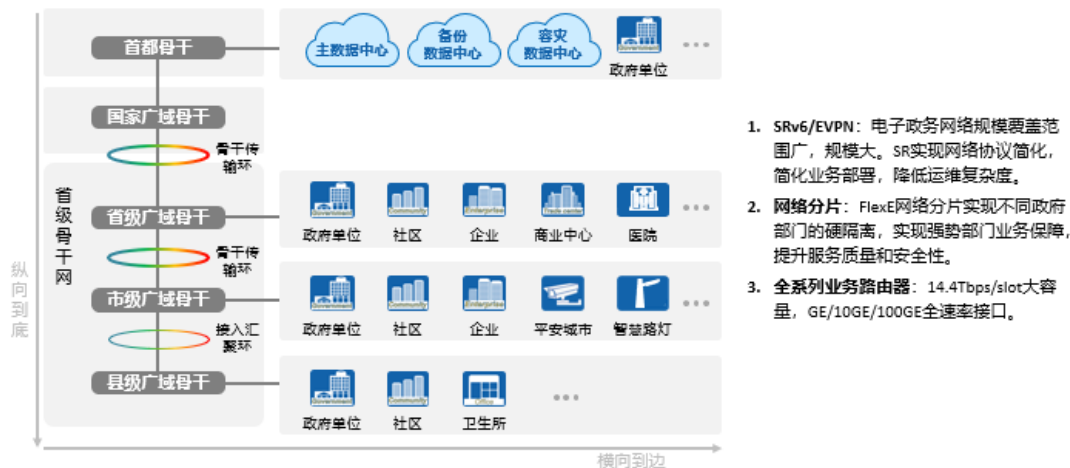 首都骨干
主数据中心
备份
数据中心
容灾
数据中心
Government
政府单位
国家广域骨干
骨干传
输环
省级骨干网
省级广域骨干
Government
Community
Enterprise
Trade center
政府单位
社区
企业
商业中心
医院
骨干传
输环
市级广域骨干
Government
Community
Enterprise
政府单位
社区
企业
平安城市
智慧路灯
接入汇
聚环
县级广域骨干
Government
Community
Office
政府单位
社区
卫生所
纵向到底
横向到边
1. SRv6/EVPN：电子政务网络规模覆盖范
围广，规模大。SR实现网络协议简化，
简化业务部署，降低运维复杂度。
2. 网络分片：FlexE网络分片实现不同政府
部门的硬隔离，实现强势部门业务保障，
提升服务质量和安全性。
3. 全系列业务路由器：14.4Tbps/slot大容
量，GE/10GE/100GE全速率接口。